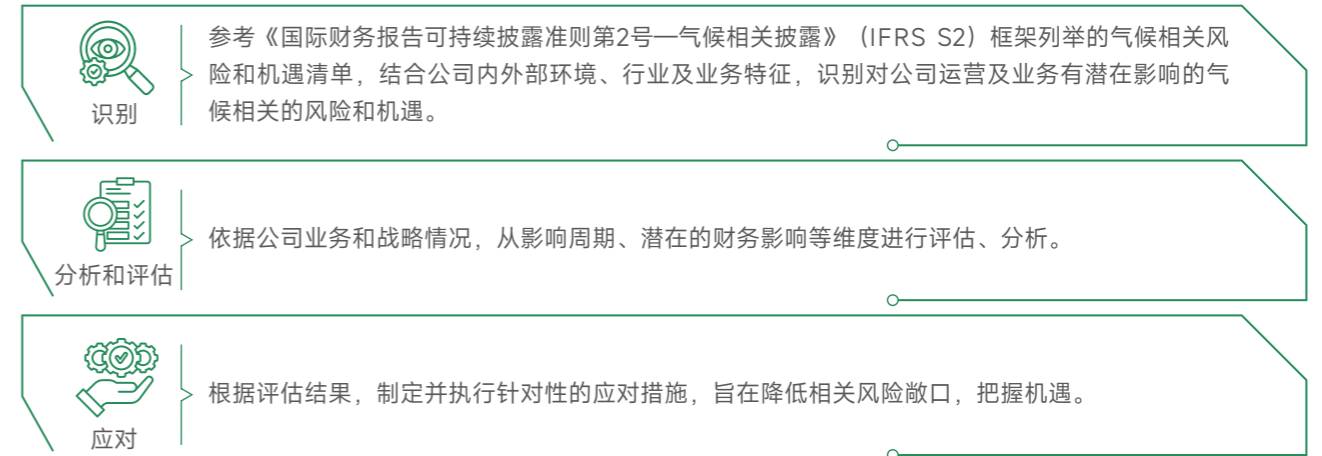 参考《国际财务报告可持续披露准则第2号—气候相关披露》（IFRS S2）框架列举的气候相关风
险和机遇清单，结合公司内外部环境、行业及业务特征，识别对公司运营及业务有潜在影响的气
候相关的风险和机遇。
识别
依据公司业务和战略情况，从影响周期、潜在的财务影响等维度进行评估、分析。
分析和评估
根据评估结果，制定并执行针对性的应对措施，旨在降低相关风险敞口，把握机遇。
应对